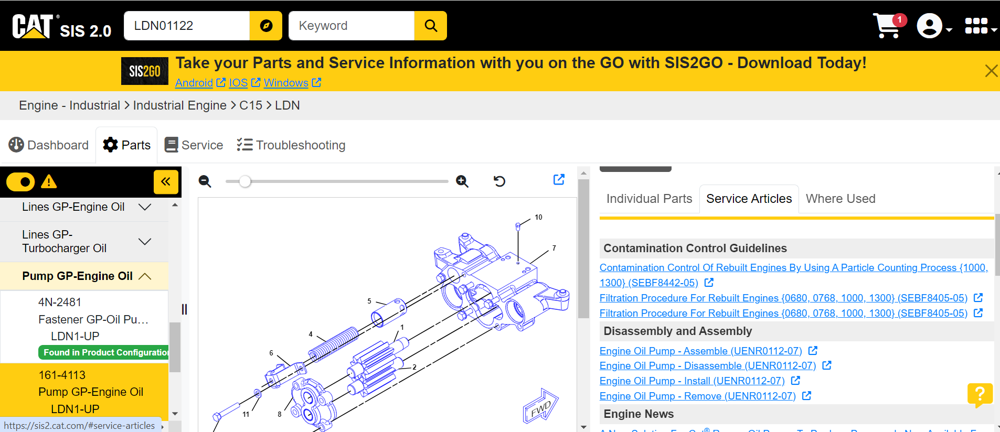 CAT® SIS 2.0
LDN01122
Keyword
1
SIS2GO
Take your Parts and Service Information with you on the GO with SIS2GO - Download Today!
Android IOS Windows
Engine - Industrial > Industrial Engine > C15 > LDN
Dashboard
Parts
Service
Troubleshooting
Lines GP-Engine Oil
Lines GP-
Turbocharger Oil
Pump GP-Engine Oil
4N-2481
Fastener GP-Oil Pu…
LDN1-UP
Found in Product Configuration
161-4113
Pump GP-Engine Oil
LDN1-UP
https://sis2.cat.com/#service-articles
10
7
5
1
4
6
2
11
8
FWD
Individual Parts
Service Articles
Where Used
Contamination Control Guidelines
Contamination Control Of Rebuilt Engines By Using A Particle Counting Process {1000,
1300} (SEBF8442-05)
Filtration Procedure For Rebuilt Engines {0680, 0768, 1000, 1300} (SEBF8405-05)
Filtration Procedure For Rebuilt Engines {0680, 0768, 1000, 1300} (SEBF8405-05)
Disassembly and Assembly
Engine Oil Pump - Assemble (UENR0112-07)
Engine Oil Pump - Disassemble (UENR0112-07)
Engine Oil Pump - Install (UENR0112-07)
Engine Oil Pump - Remove (UENR0112-07)
?
Engine News